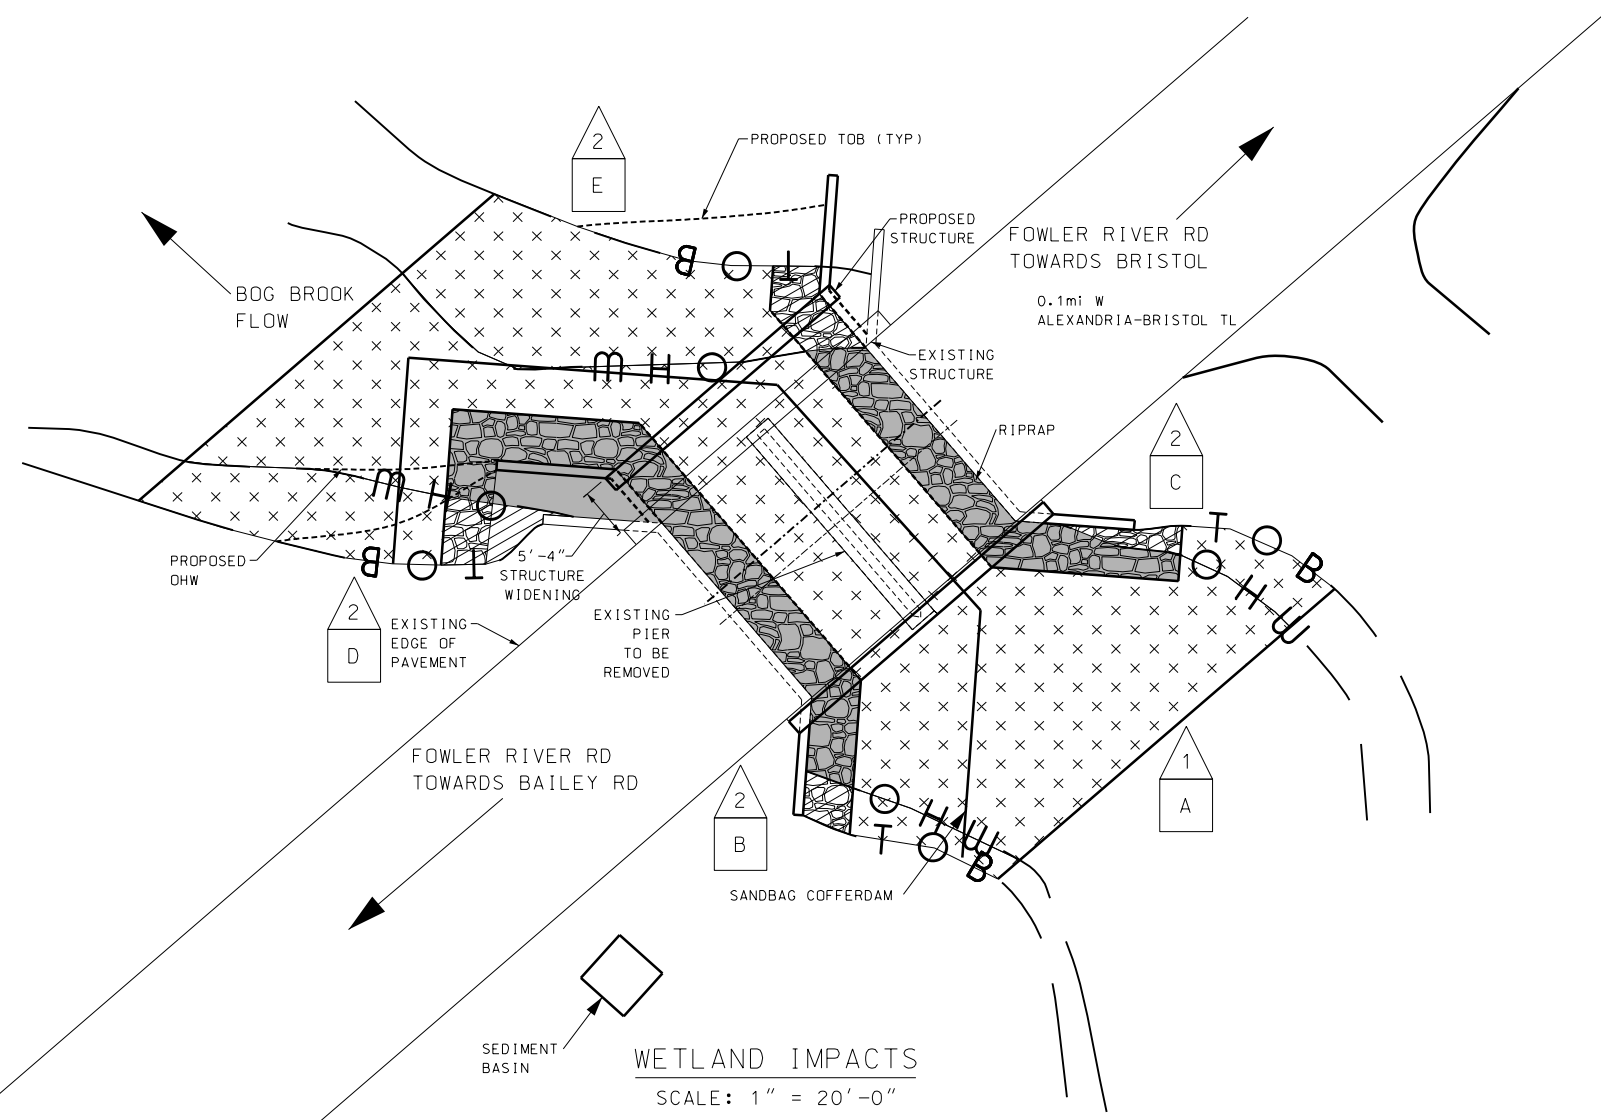 2
E
PROPOSED TOB (TYP)
PROPOSED
STRUCTURE
FOWLER RIVER RD
TOWARDS BRISTOL
0.1mi W
ALEXANDRIA-BRISTOL TL
BOG BROOK
FLOW
TOB
OHW
EXISTING
STRUCTURE
RIPRAP
2
C
TOB
OHW
OHW
TOB
PROPOSED
OHW
5'-4"
STRUCTURE
WIDENING
2
D
EXISTING
EDGE OF
PAVEMENT
EXISTING
PIER
TO BE
REMOVED
FOWLER RIVER RD
TOWARDS BAILEY RD
1
A
2
B
OHW
TOB
SANDBAG COFFERDAM
SEDIMENT
BASIN
WETLAND IMPACTS
SCALE: 1" = 20'-0"